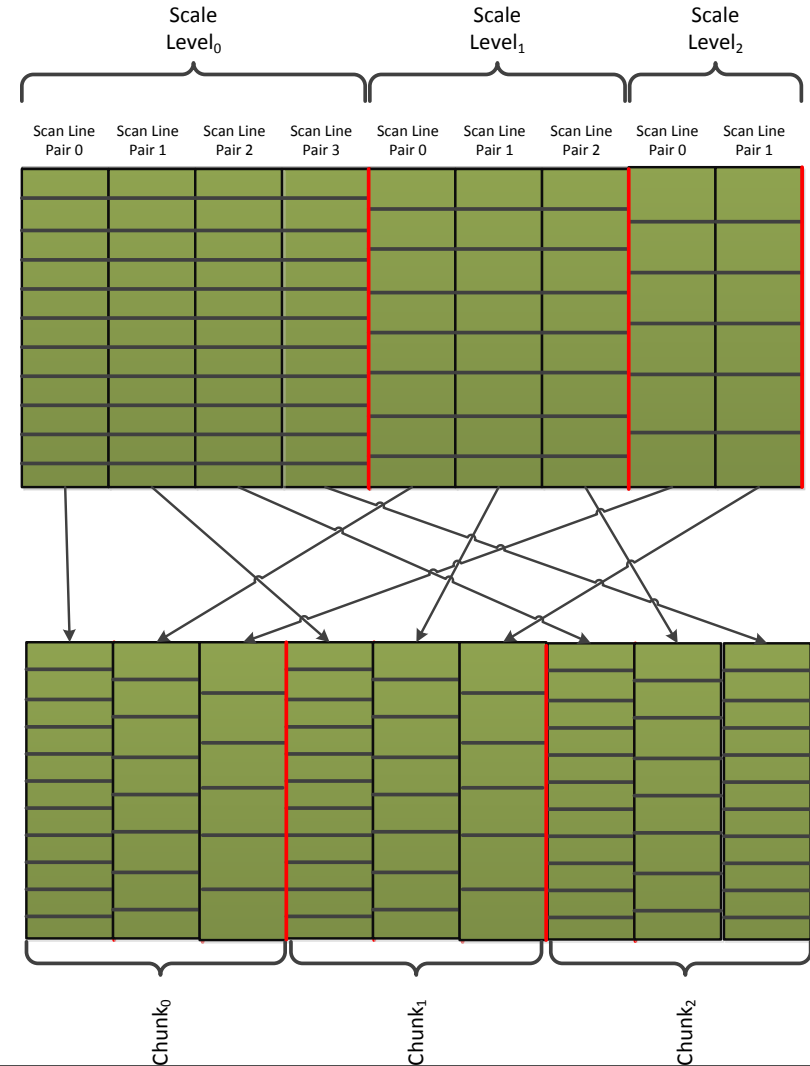 Scale
Level₀
Scale
Level₁
Scale
Level₂
Scan Line
Pair 0
Scan Line
Pair 1
Scan Line
Pair 2
Scan Line
Pair 3
Scan Line
Pair 0
Scan Line
Pair 1
Scan Line
Pair 2
Scan Line
Pair 0
Scan Line
Pair 1
Chunk₀
Chunk₁
Chunk₂